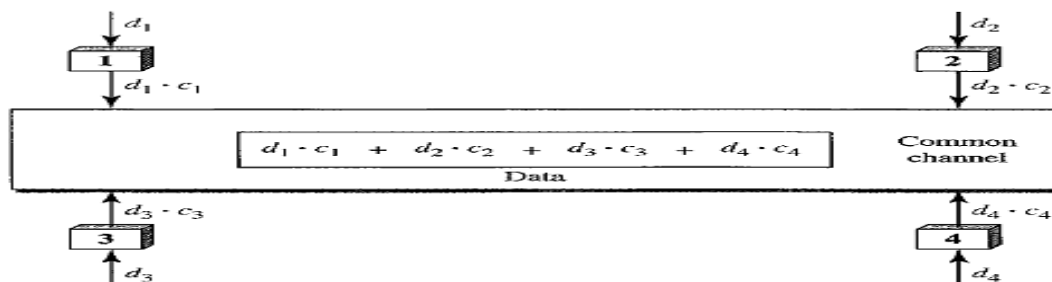 d₁ d₂
1 2
d₁ · c₁ d₂ · c₂
d₁ · c₁ + d₂ · c₂ + d₃ · c₃ + d₄ · c₄
Common
channel
Data
d₃ · c₃ d₄ · c₄
3 4
d₃ d₄